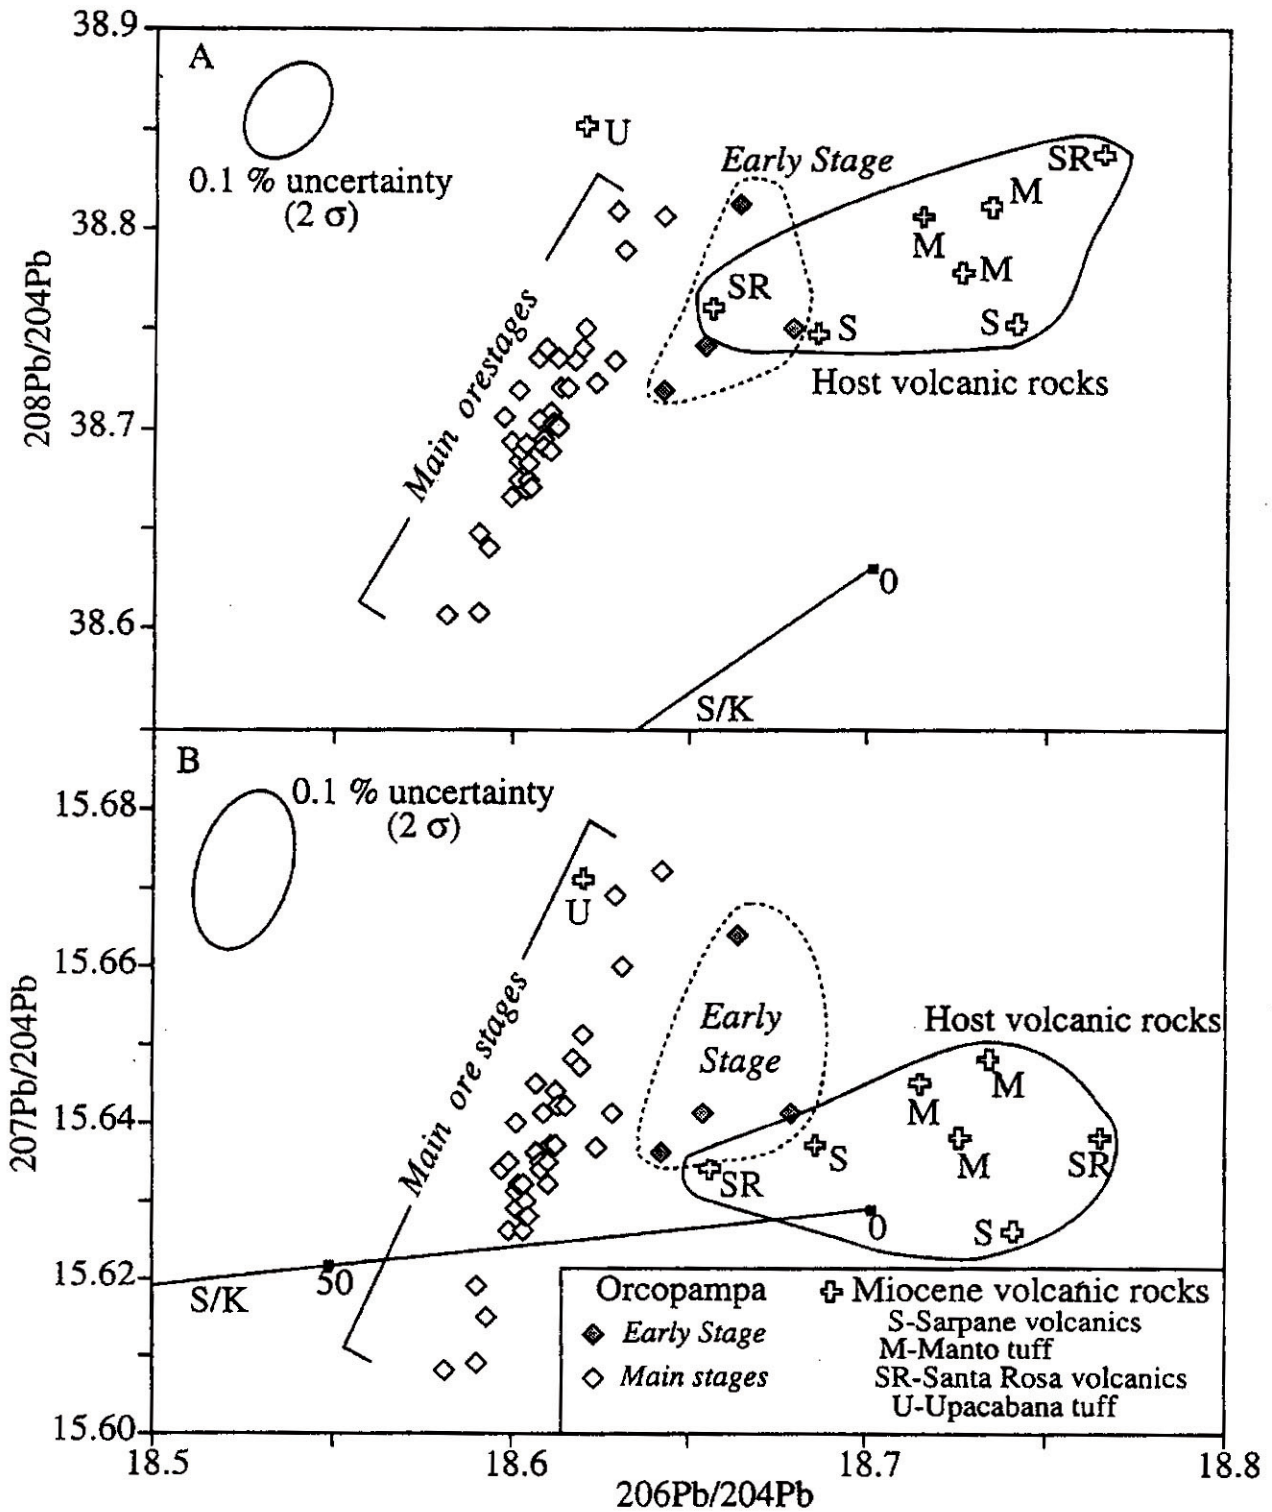 38.9
A
0.1 % uncertainty
(2 σ)
U
Early Stage
SR
M
M
M
SR
S
S
38.8
208Pb/204Pb
Main orestages
Host volcanic rocks
38.7
38.6
0
S/K
B
0.1 % uncertainty
(2 σ)
15.68
U
15.66
207Pb/204Pb
Main ore stages
Early
Stage
Host volcanic rocks
M
M
M
S
SR
SR
S
15.64
0
50
S/K
15.62
Orcopampa
Early Stage
Main stages
Miocene volcanic rocks
S-Sarpane volcanics
M-Manto tuff
SR-Santa Rosa volcanics
U-Upacabana tuff
15.60
18.5
18.6
18.7
18.8
206Pb/204Pb